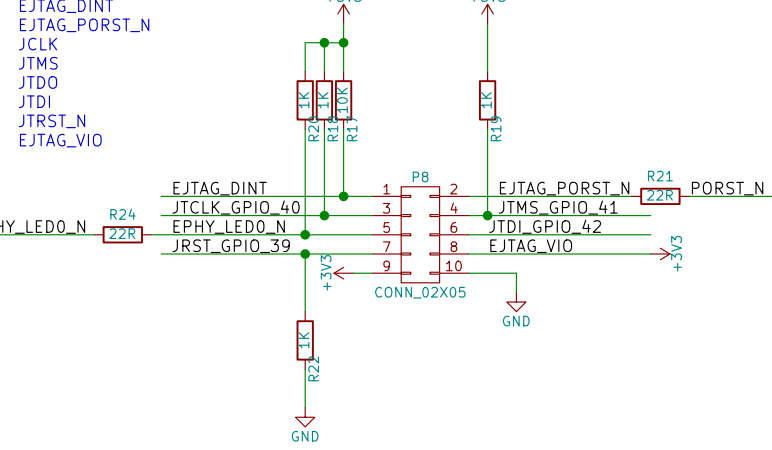 EJTAG_DINT
EJTAG_PORST_N
JCLK
JTMS
JTDO
JTDI
JTRST_N
EJTAG_VIO
1K
R20
1K
R18
10K
R17
1K
R19
P8
R21
22R
EJTAG_DINT
1
2
EJTAG_PORST_N
PORST_N
JTCLK_GPIO_40
3
4
JTMS_GPIO_41
R24
22R
HY_LED0_N
EPHY_LED0_N
5
6
JTDI_GPIO_42
JRST_GPIO_39
7
8
EJTAG_VIO
+3V3
+3V3
9
10
CONN_02X05
GND
1K
R22
GND